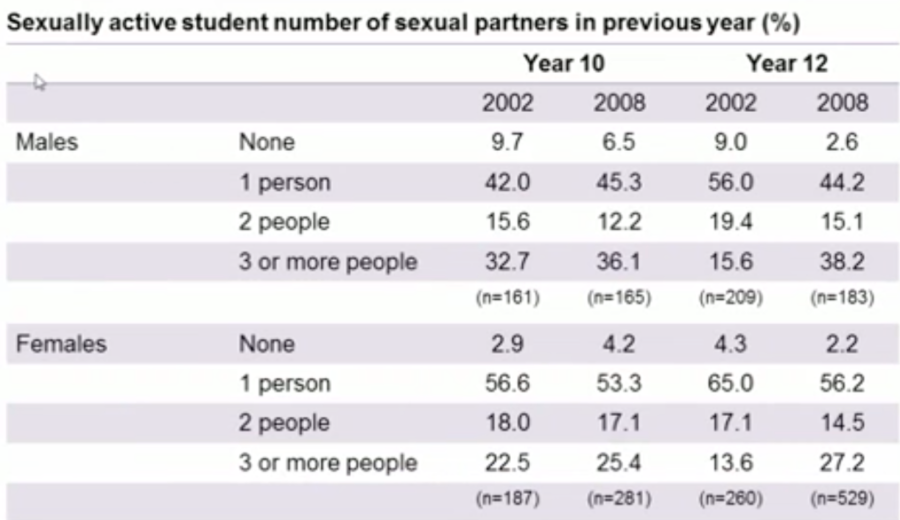 Sexually active student number of sexual partners in previous year (%)
Year 10 Year 12
2002 2008 2002 2008
Males None 9.7 6.5 9.0 2.6
1 person 42.0 45.3 56.0 44.2
2 people 15.6 12.2 19.4 15.1
3 or more people 32.7 36.1 15.6 38.2
(n=161) (n=165) (n=209) (n=183)
Females None 2.9 4.2 4.3 2.2
1 person 56.6 53.3 65.0 56.2
2 people 18.0 17.1 17.1 14.5
3 or more people 22.5 25.4 13.6 27.2
(n=187) (n=281) (n=260) (n=529)